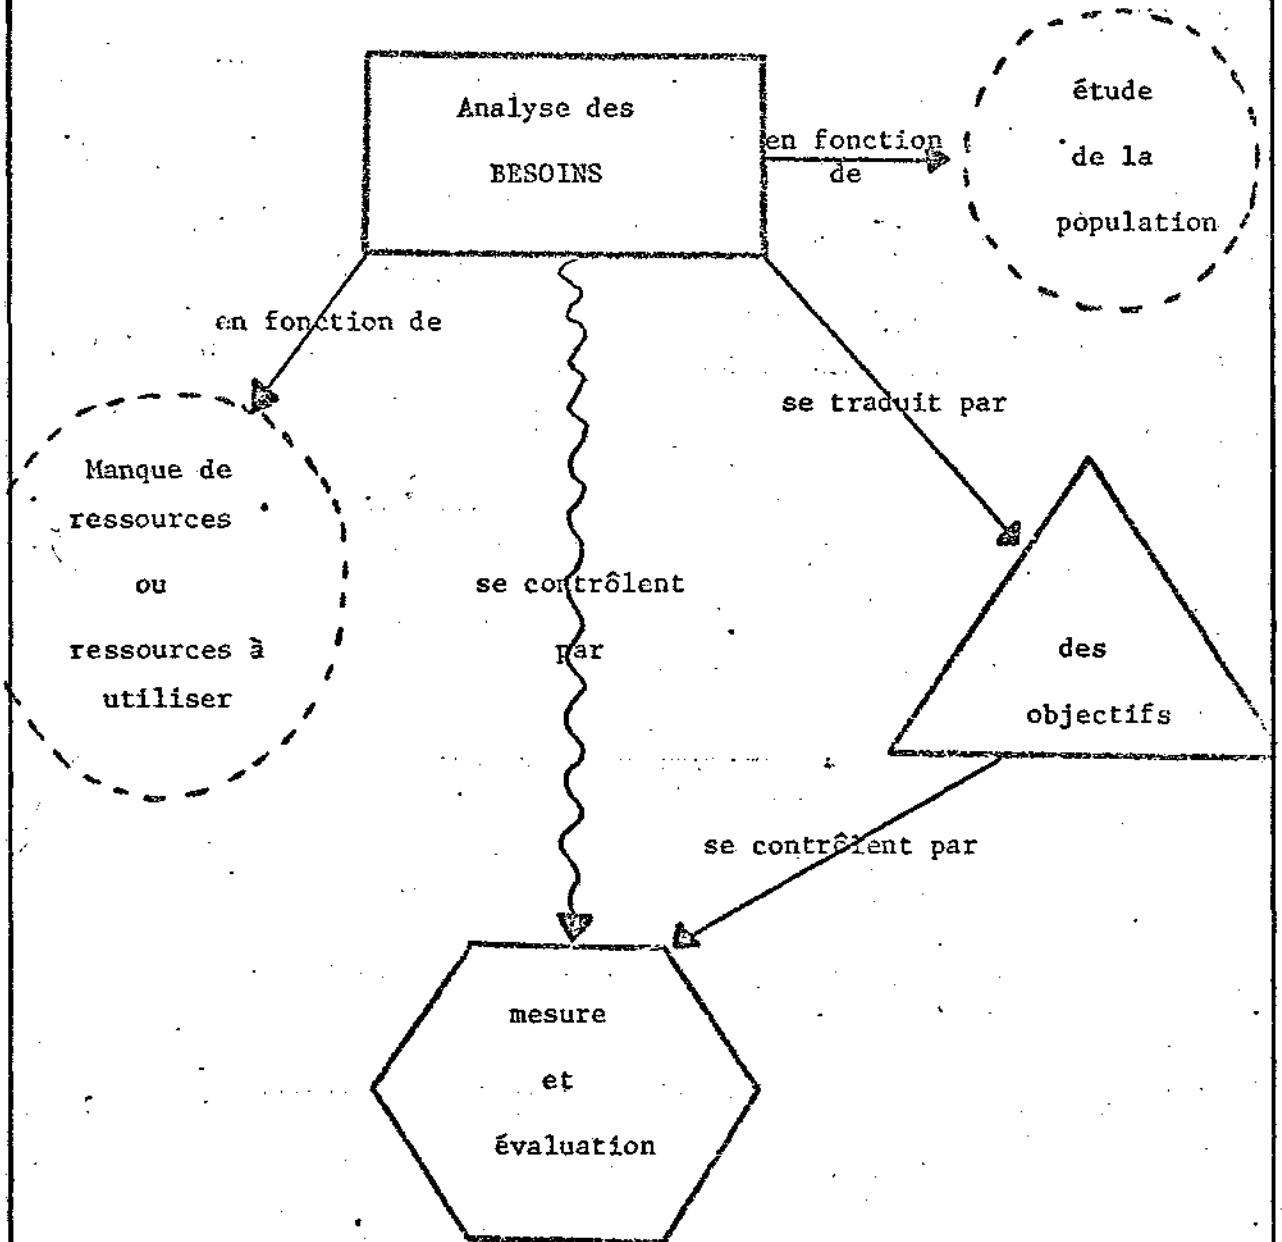 Analyse des
BESOINS
en fonction
de
étude
de la
population
en fonction de
se traduit par
Manque de
ressources
ou
ressources à
utiliser
se contrôlent
par
des
objectifs
se contrôlent par
mesure
et
évaluation